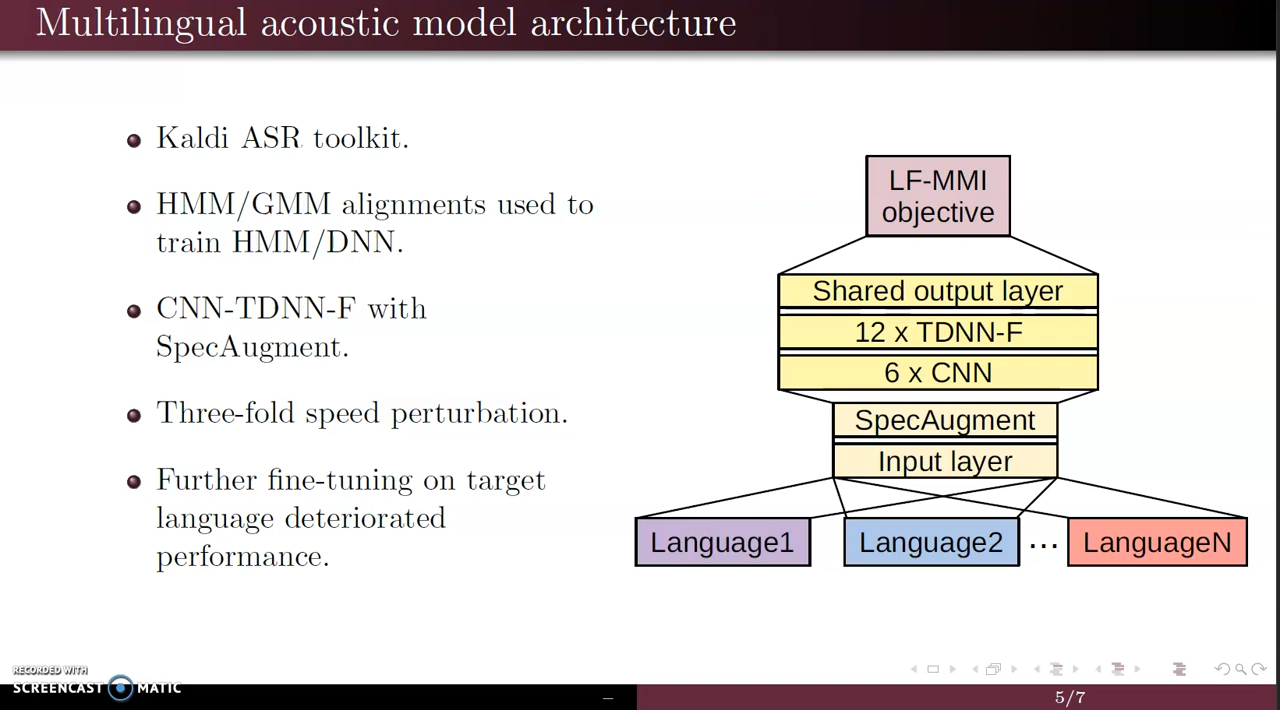 Multilingual acoustic model architecture
Kaldi ASR toolkit.
HMM/GMM alignments used to
train HMM/DNN.
CNN-TDNN-F with
SpecAugment.
Three-fold speed perturbation.
Further fine-tuning on target
language deteriorated
performance.
LF-MMI
objective
Shared output layer
12 x TDNN-F
6 x CNN
SpecAugment
Input layer
Language1 Language2 ... LanguageN
RECORDED WITH
SCREENCAST MATIC
5/7